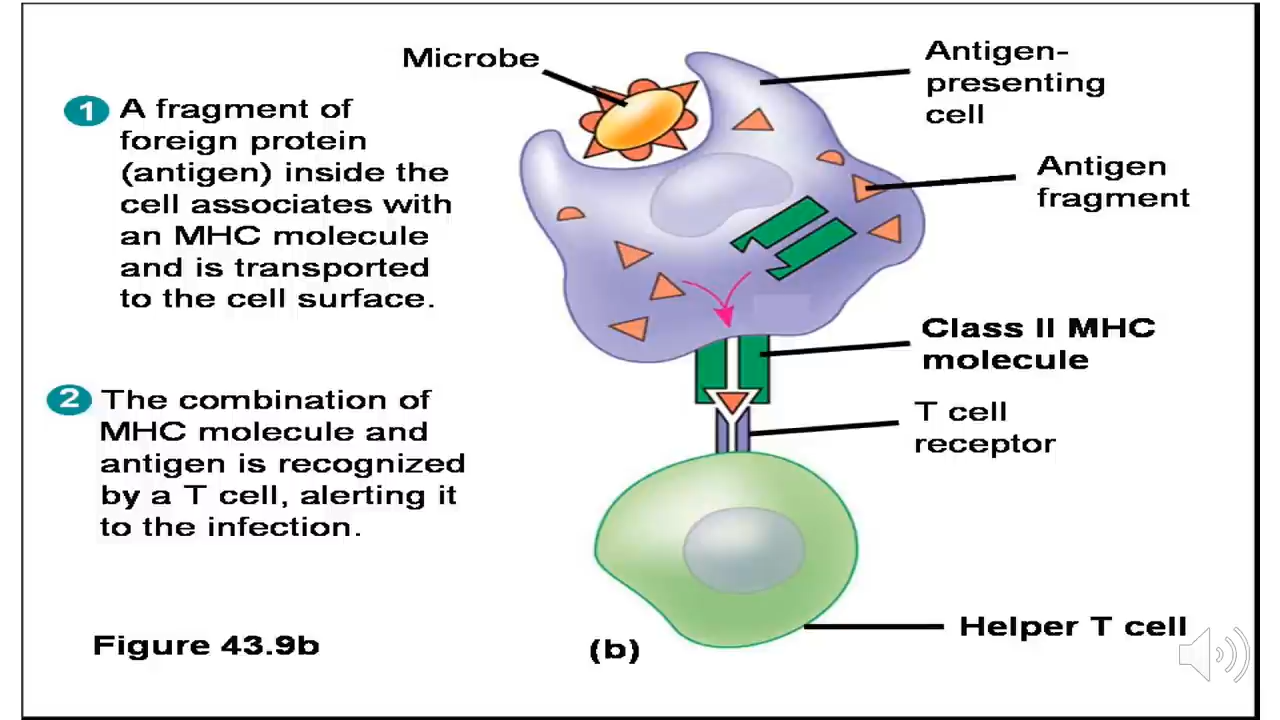 Microbe
Antigen-
presenting
cell
1 A fragment of
foreign protein
(antigen) inside the
cell associates with
an MHC molecule
and is transported
to the cell surface.
Antigen
fragment
Class II MHC
molecule
2 The combination of
MHC molecule and
antigen is recognized
by a T cell, alerting it
to the infection.
T cell
receptor
Helper T cell
Figure 43.9b
(b)